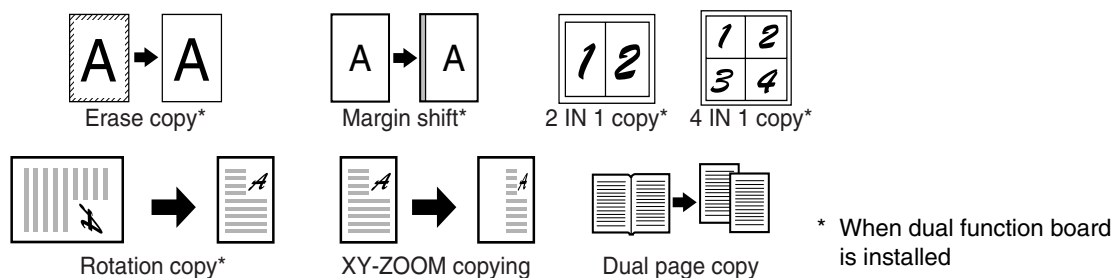 A A
A A
1 2
1 2
3 4
Erase copy* Margin shift* 2 IN 1 copy* 4 IN 1 copy*
A A A A
Rotation copy* XY-ZOOM copying Dual page copy
* When dual function board
is installed